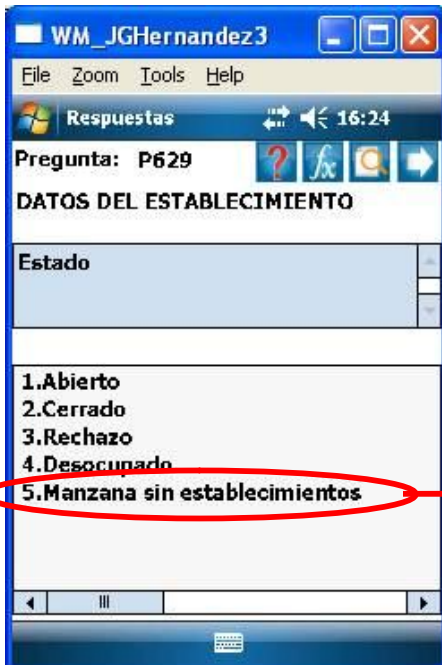 WM_JGHernandez3
File Zoom Tools Help
Respuestas 16:24
Pregunta: P629
DATOS DEL ESTABLECIMIENTO
Estado
1.Abierto
2.Cerrado
3.Rechazo
4.Desocupado
5.Manzana sin establecimientos